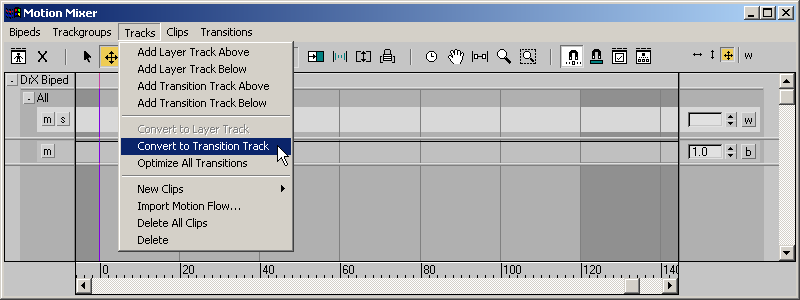 Motion Mixer
Bipeds Trackgroups Tracks Clips Transitions
X w
Add Layer Track Above
Add Layer Track Below
Add Transition Track Above
Add Transition Track Below
Convert to Layer Track
Convert to Transition Track
Optimize All Transitions
New Clips
Import Motion Flow...
Delete All Clips
Delete
- DrX Biped
- All
m s w
m 1.0 b
0 20 40 60 80 100 120 14